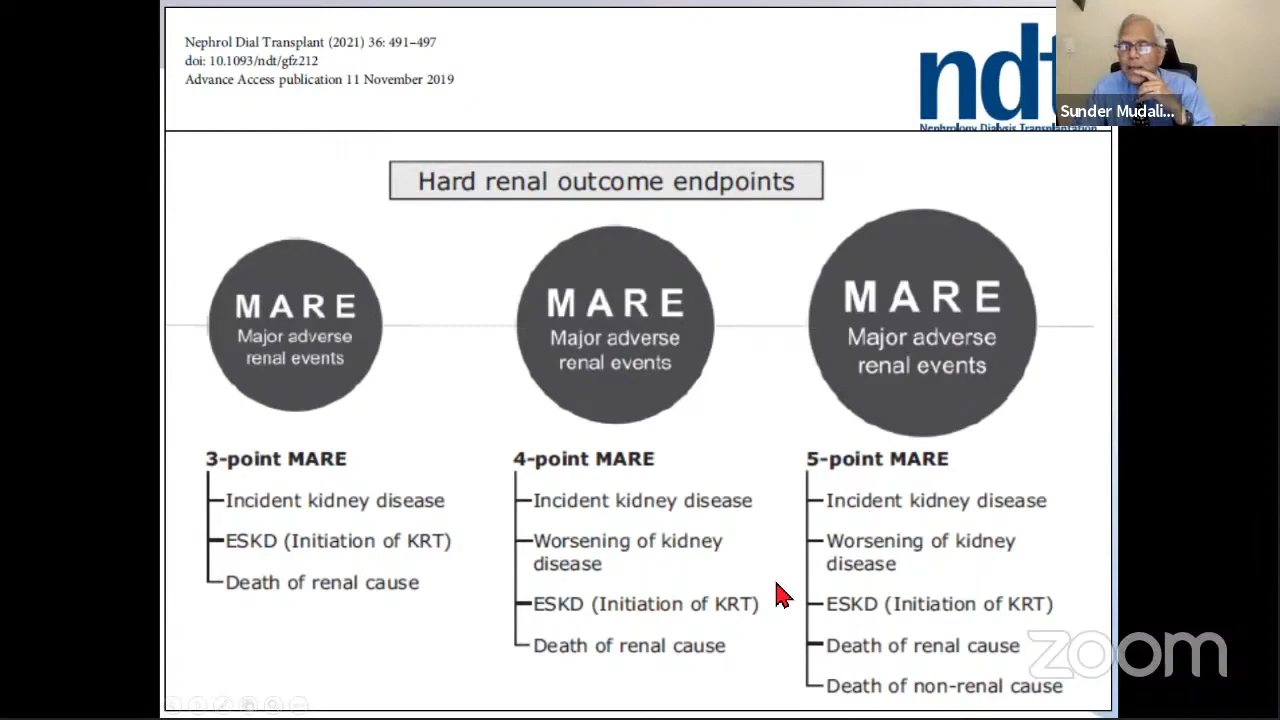 Nephrol Dial Transplant (2021) 36: 491–497
doi: 10.1093/ndt/gfz212
Advance Access publication 11 November 2019
ndt
Nephrology Dialysis Transplantation
Sunder Mudali...
Hard renal outcome endpoints
MARE
Major adverse
renal events
MARE
Major adverse
renal events
MARE
Major adverse
renal events
3-point MARE
Incident kidney disease
ESKD (Initiation of KRT)
Death of renal cause
4-point MARE
Incident kidney disease
Worsening of kidney
disease
ESKD (Initiation of KRT)
Death of renal cause
5-point MARE
Incident kidney disease
Worsening of kidney
disease
ESKD (Initiation of KRT)
Death of renal cause
Death of non-renal cause
zoom